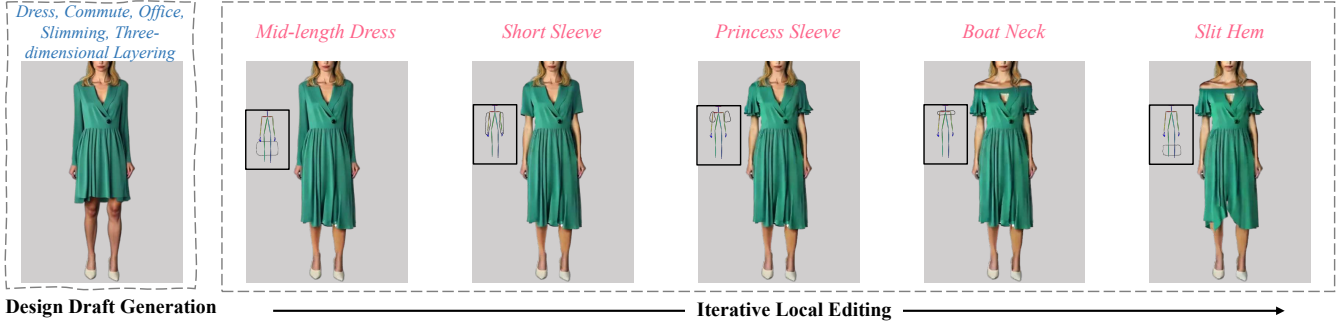 Dress, Commute, Office,
Slimming, Three-
dimensional Layering
Mid-length Dress
Short Sleeve
Princess Sleeve
Boat Neck
Slit Hem
Design Draft Generation
Iterative Local Editing